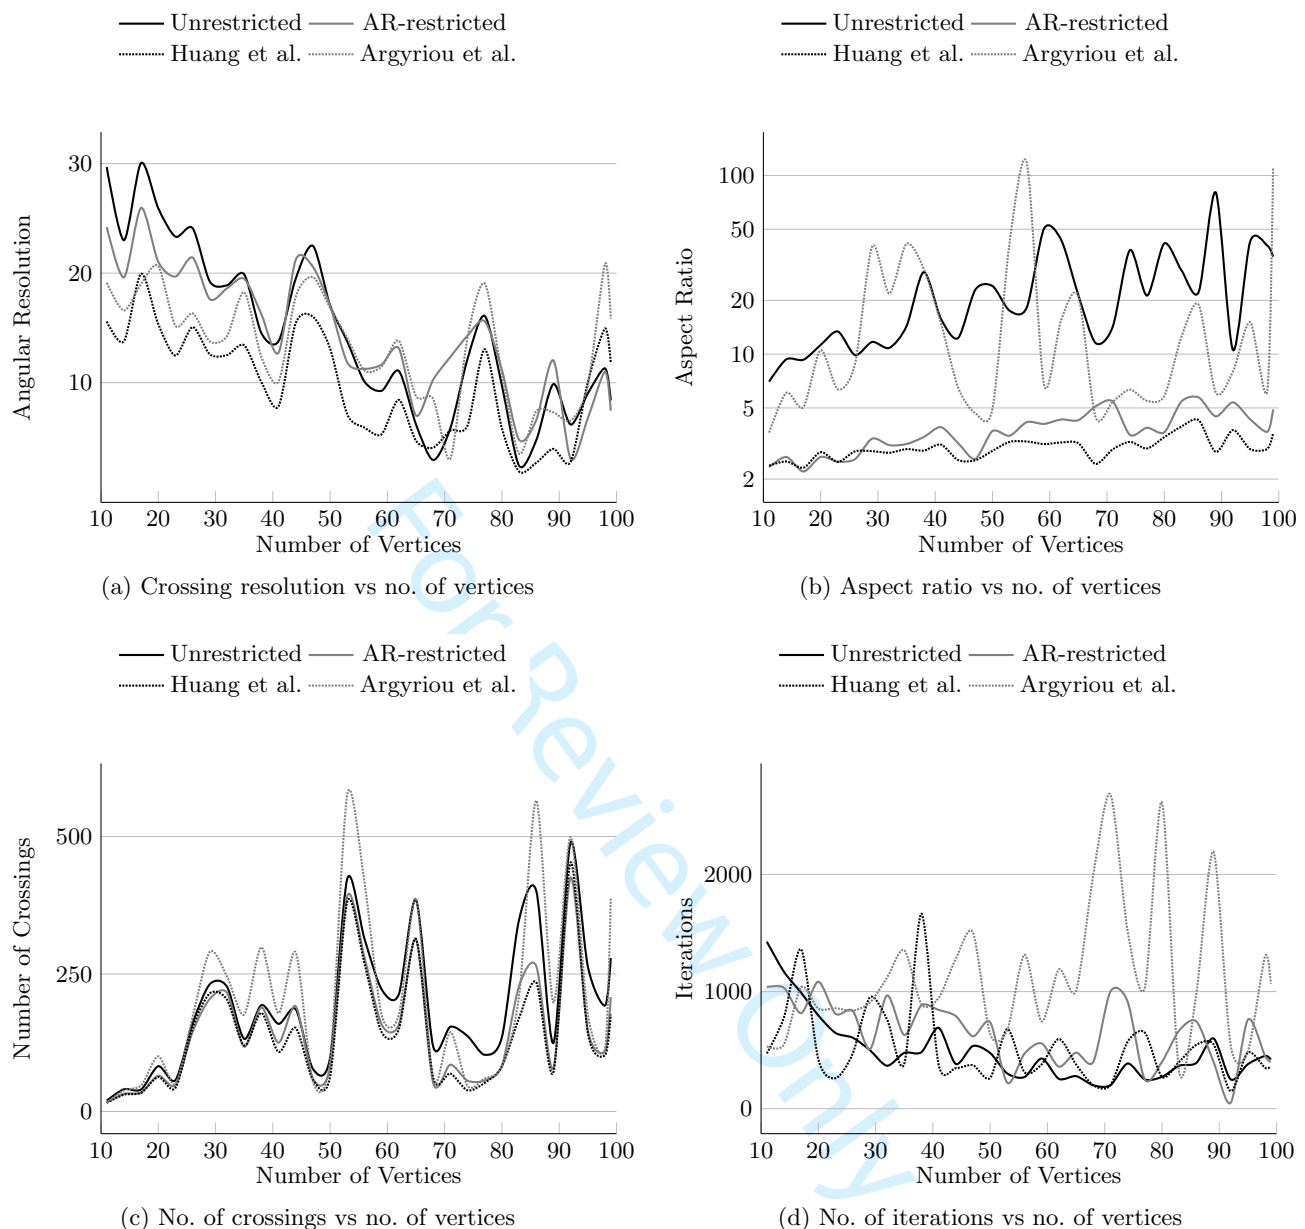 Unrestricted AR-restricted
Huang et al. Argyriou et al.
Unrestricted AR-restricted
Huang et al. Argyriou et al.
Angular Resolution
30
20
10
10 20 30 40 50 60 70 80 90 100
Number of Vertices
(a) Crossing resolution vs no. of vertices
Aspect Ratio
100
50
20
10
5
2
10 20 30 40 50 60 70 80 90 100
Number of Vertices
(b) Aspect ratio vs no. of vertices
Unrestricted AR-restricted
Huang et al. Argyriou et al.
Unrestricted AR-restricted
Huang et al. Argyriou et al.
Number of Crossings
500
250
0
10 20 30 40 50 60 70 80 90 100
Number of Vertices
(c) No. of crossings vs no. of vertices
Iterations
2000
1000
0
10 20 30 40 50 60 70 80 90 100
Number of Vertices
(d) No. of iterations vs no. of vertices
For Review Only